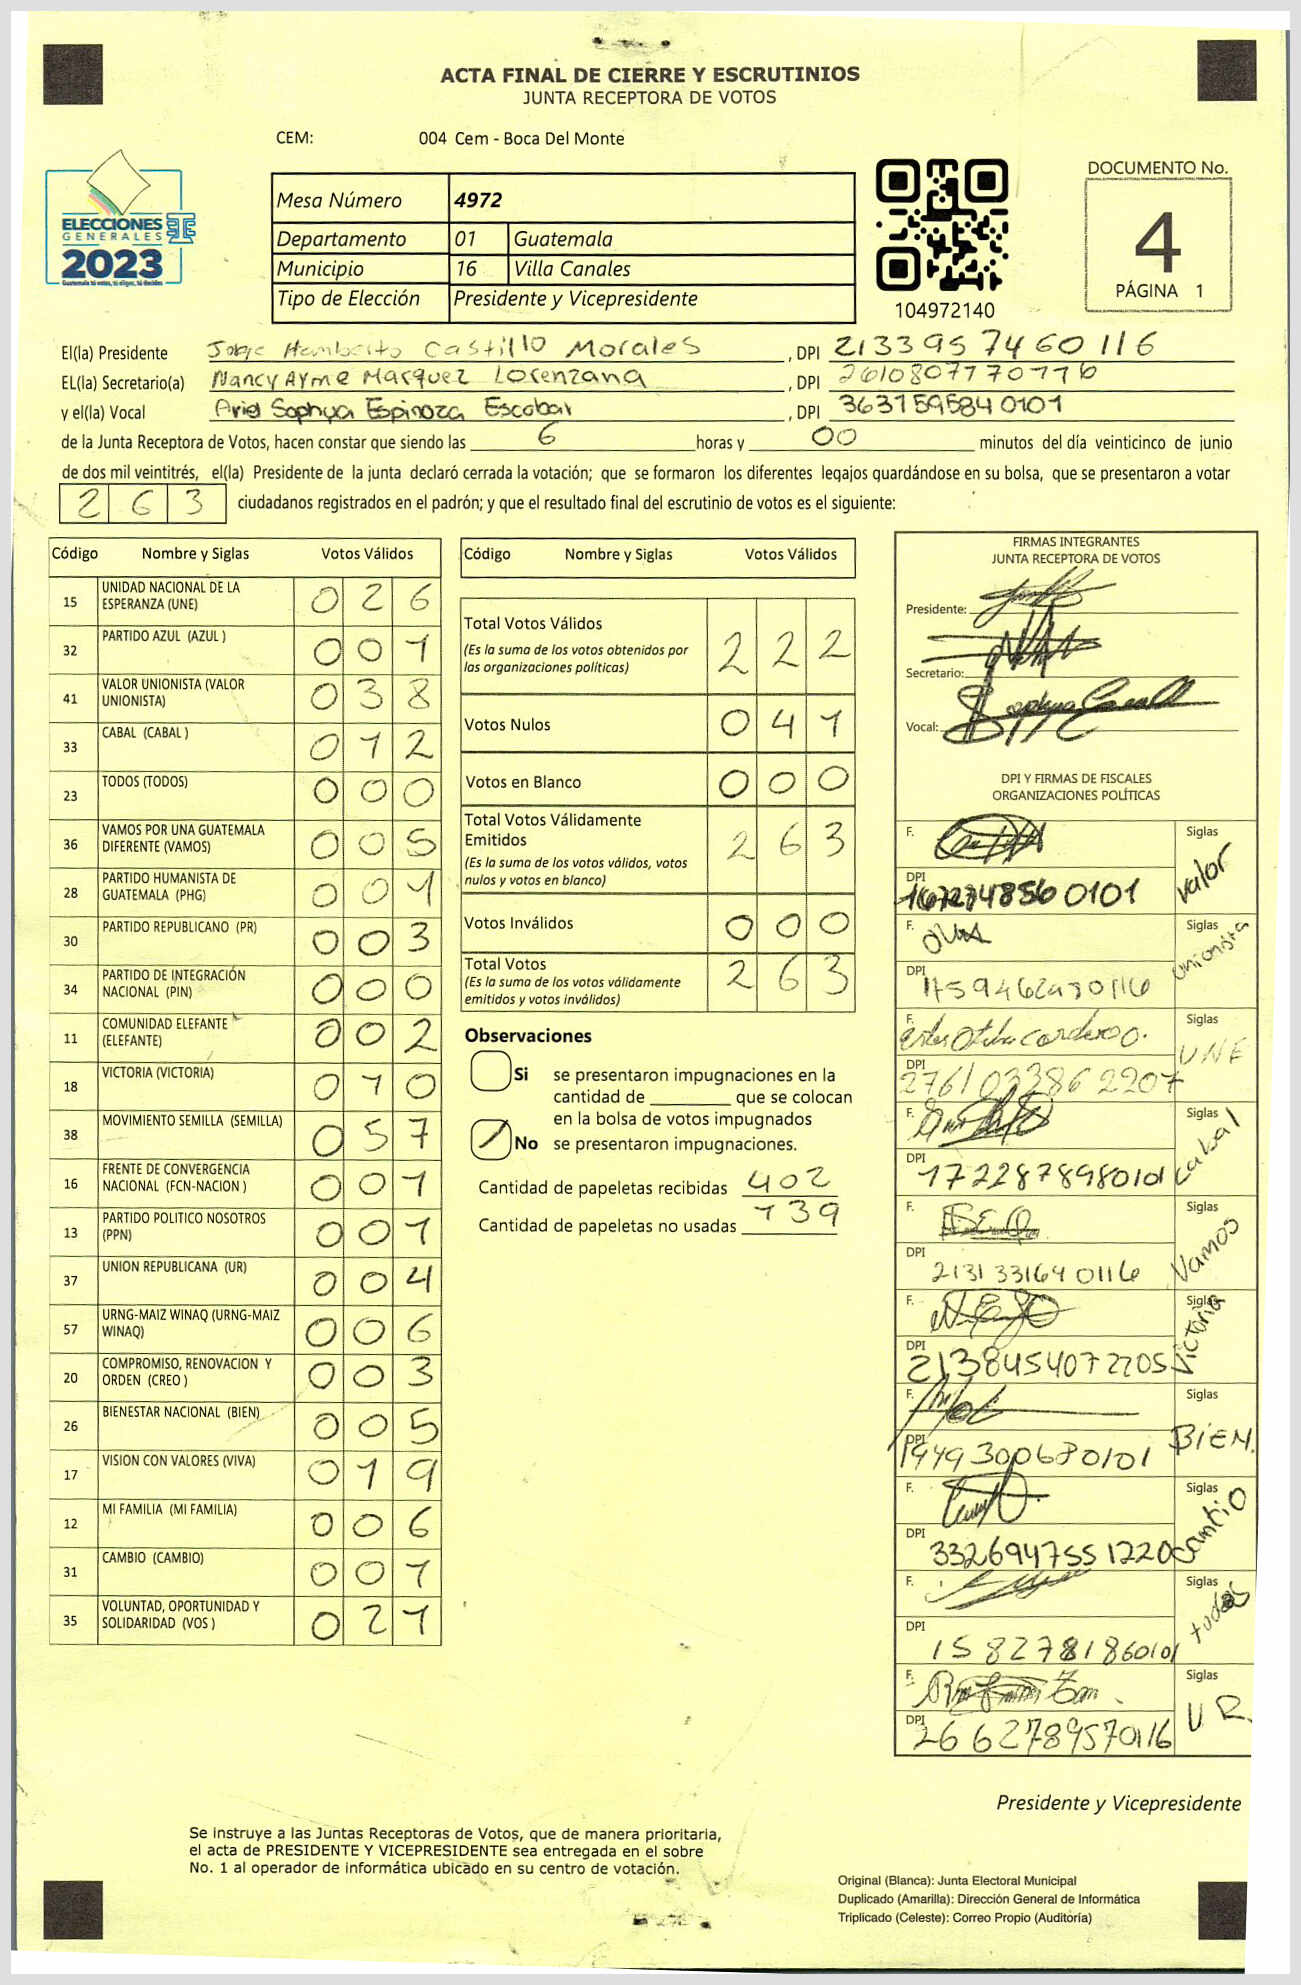 ACTA FINAL DE CIERRE Y ESCRUTINIOS
JUNTA RECEPTORA DE VOTOS
CEM: 004 Cem - Boca Del Monte
ELECCIONES
GENERALES
2023
Guatemala tú votas, tú eliges, tú decides
Mesa Número 4972
Departamento 01 Guatemala
Municipio 16 Villa Canales
Tipo de Elección Presidente y Vicepresidente
104972140
DOCUMENTO No.
4
PÁGINA 1
El(la) Presidente Jorge Humberto Castillo Morales , DPI 2133957460116
EL(la) Secretario(a) Nancy Ayme Marquez Lorenzana , DPI 2610807770116
y el(la) Vocal Ariel Sophya Espinoza Escobar , DPI 3637595840101
de la Junta Receptora de Votos, hacen constar que siendo las 6 horas y 00 minutos del día veinticinco de junio
de dos mil veintitrés, el(la) Presidente de la junta declaró cerrada la votación; que se formaron los diferentes legajos guardándose en su bolsa, que se presentaron a votar
263 ciudadanos registrados en el padrón; y que el resultado final del escrutinio de votos es el siguiente:
Código Nombre y Siglas Votos Válidos
15 UNIDAD NACIONAL DE LA ESPERANZA (UNE) 026
32 PARTIDO AZUL (AZUL ) 001
41 VALOR UNIONISTA (VALOR UNIONISTA) 038
33 CABAL (CABAL ) 012
23 TODOS (TODOS) 000
36 VAMOS POR UNA GUATEMALA DIFERENTE (VAMOS) 005
28 PARTIDO HUMANISTA DE GUATEMALA (PHG) 001
30 PARTIDO REPUBLICANO (PR) 003
34 PARTIDO DE INTEGRACIÓN NACIONAL (PIN) 000
11 COMUNIDAD ELEFANTE (ELEFANTE) 002
18 VICTORIA (VICTORIA) 010
38 MOVIMIENTO SEMILLA (SEMILLA) 057
16 FRENTE DE CONVERGENCIA NACIONAL (FCN-NACION ) 001
13 PARTIDO POLITICO NOSOTROS (PPN) 001
37 UNION REPUBLICANA (UR) 004
57 URNG-MAIZ WINAQ (URNG-MAIZ WINAQ) 006
20 COMPROMISO, RENOVACION Y ORDEN (CREO ) 003
26 BIENESTAR NACIONAL (BIEN) 005
17 VISION CON VALORES (VIVA) 019
12 MI FAMILIA (MI FAMILIA) 006
31 CAMBIO (CAMBIO) 001
35 VOLUNTAD, OPORTUNIDAD Y SOLIDARIDAD (VOS ) 021
Código Nombre y Siglas Votos Válidos
Total Votos Válidos 222
(Es la suma de los votos obtenidos por
las organizaciones políticas)
Votos Nulos 041
Votos en Blanco 000
Total Votos Válidamente
Emitidos 263
(Es la suma de los votos válidos, votos
nulos y votos en blanco)
Votos Inválidos 000
Total Votos 263
(Es la suma de los votos válidamente
emitidos y votos inválidos)
Observaciones
Si se presentaron impugnaciones en la
cantidad de ________ que se colocan
en la bolsa de votos impugnados
No se presentaron impugnaciones.
Cantidad de papeletas recibidas 402
Cantidad de papeletas no usadas 139
FIRMAS INTEGRANTES
JUNTA RECEPTORA DE VOTOS
Presidente:
Secretario:
Vocal:
DPI Y FIRMAS DE FISCALES
ORGANIZACIONES POLÍTICAS
F. Siglas valor
DPI
F. Siglas unionista
DPI
F. Siglas UNE
DPI 2761033862207
F. Siglas cabal
DPI 1722878980101
F. Siglas Vamos
DPI 2131331640116
F. Siglas Victoria
DPI 2138454072205
F. Siglas BIEN.
DPI 1949300680101
F. Siglas Cambio
DPI 3326947551220
F. Siglas todos
DPI 1582781860101
F. Siglas UR.
DPI 2662789570116
Presidente y Vicepresidente
Se instruye a las Juntas Receptoras de Votos, que de manera prioritaria,
el acta de PRESIDENTE Y VICEPRESIDENTE sea entregada en el sobre
No. 1 al operador de informática ubicado en su centro de votación.
Original (Blanca): Junta Electoral Municipal
Duplicado (Amarilla): Dirección General de Informática
Triplicado (Celeste): Correo Propio (Auditoría)